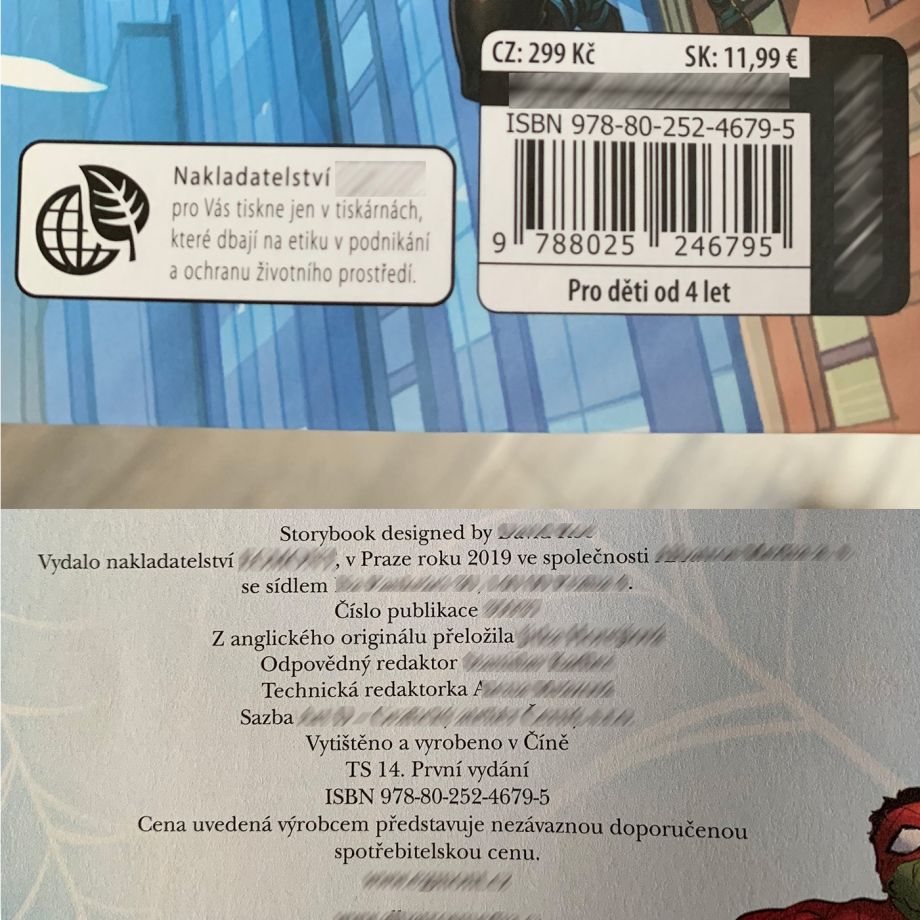 CZ: 299 Kč SK: 11,99 €
ISBN 978-80-252-4679-5
9 788025 246795
Pro děti od 4 let
Nakladatelství
pro Vás tiskne jen v tiskárnách,
které dbají na etiku v podnikání
a ochranu životního prostředí.
Storybook designed by
Vydalo nakladatelství , v Praze roku 2019 ve společnosti
se sídlem .
Číslo publikace
Z anglického originálu přeložila
Odpovědný redaktor
Technická redaktorka
Sazba
Vytištěno a vyrobeno v Číně
TS 14. První vydání
ISBN 978-80-252-4679-5
Cena uvedená výrobcem představuje nezávaznou doporučenou
spotřebitelskou cenu.